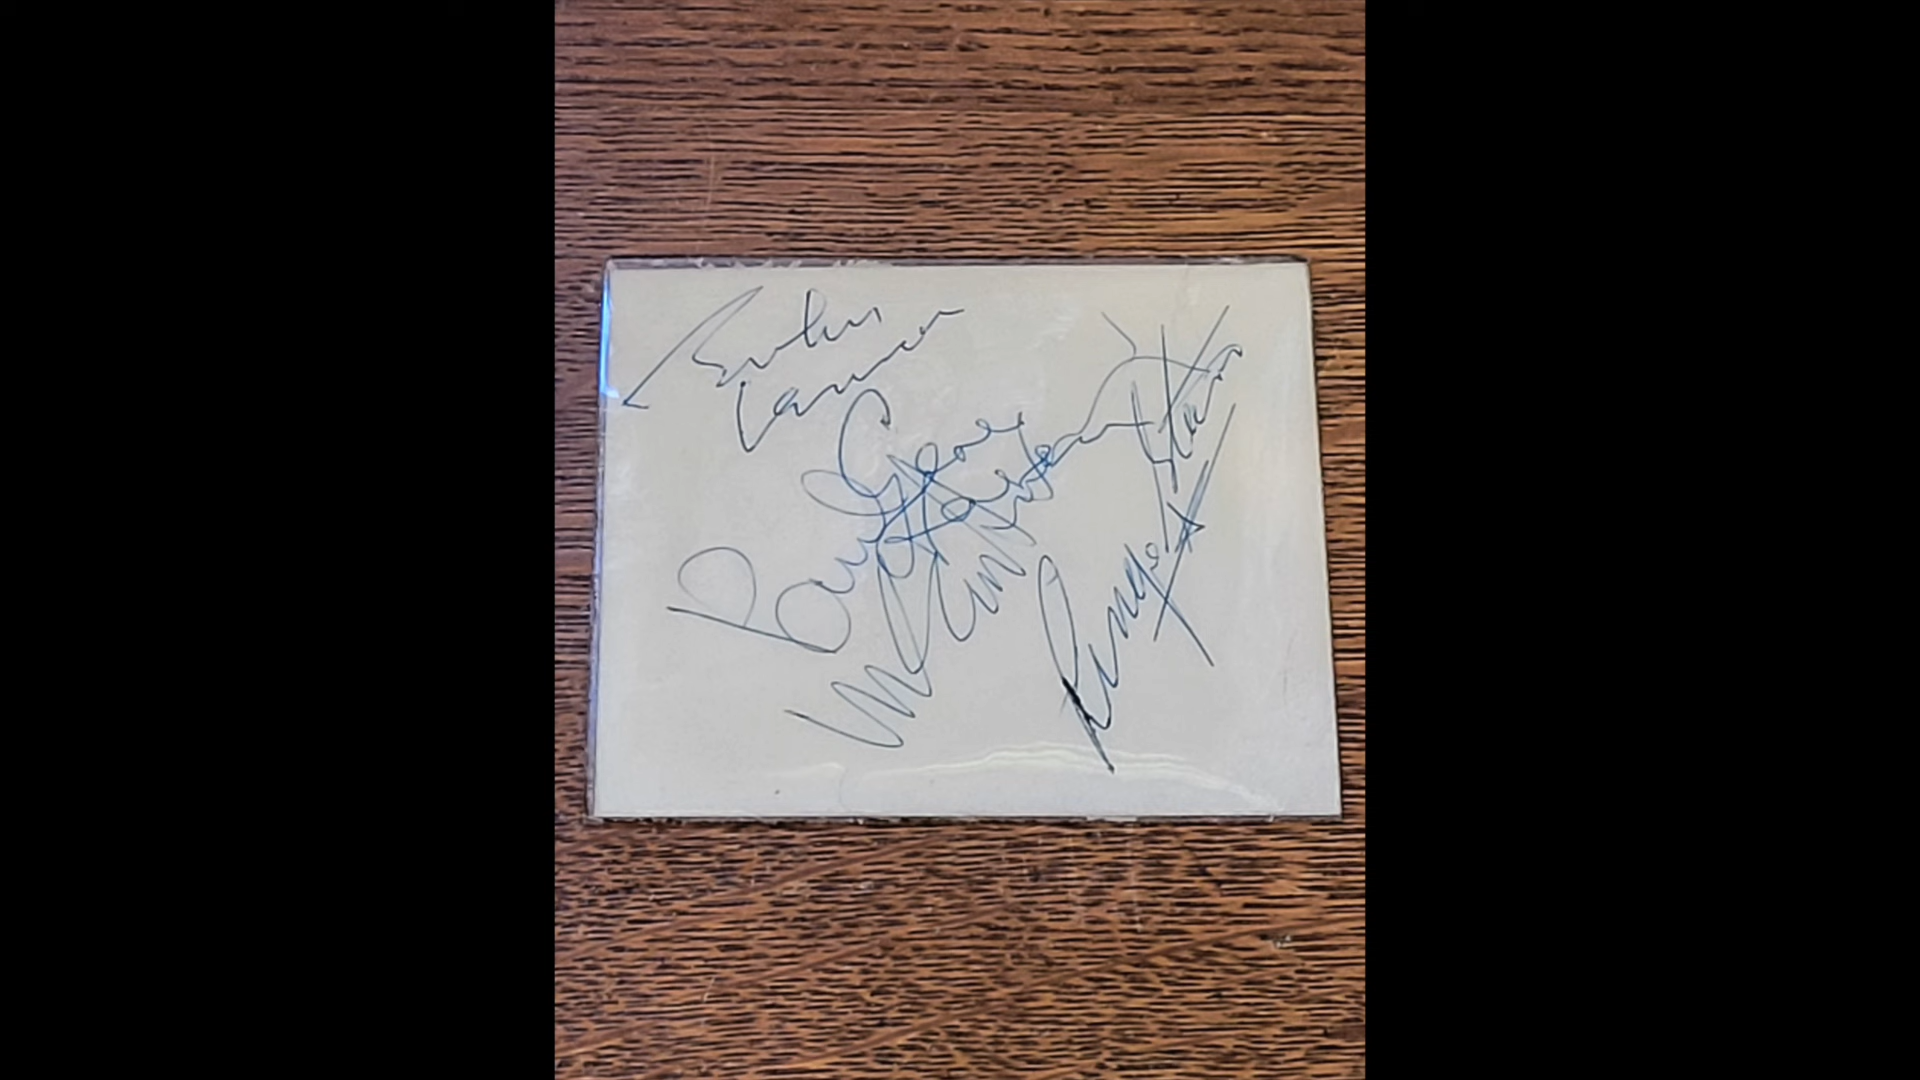 John
Lennon
George
Harrison
Paul
McCartney
Ringo
Starr